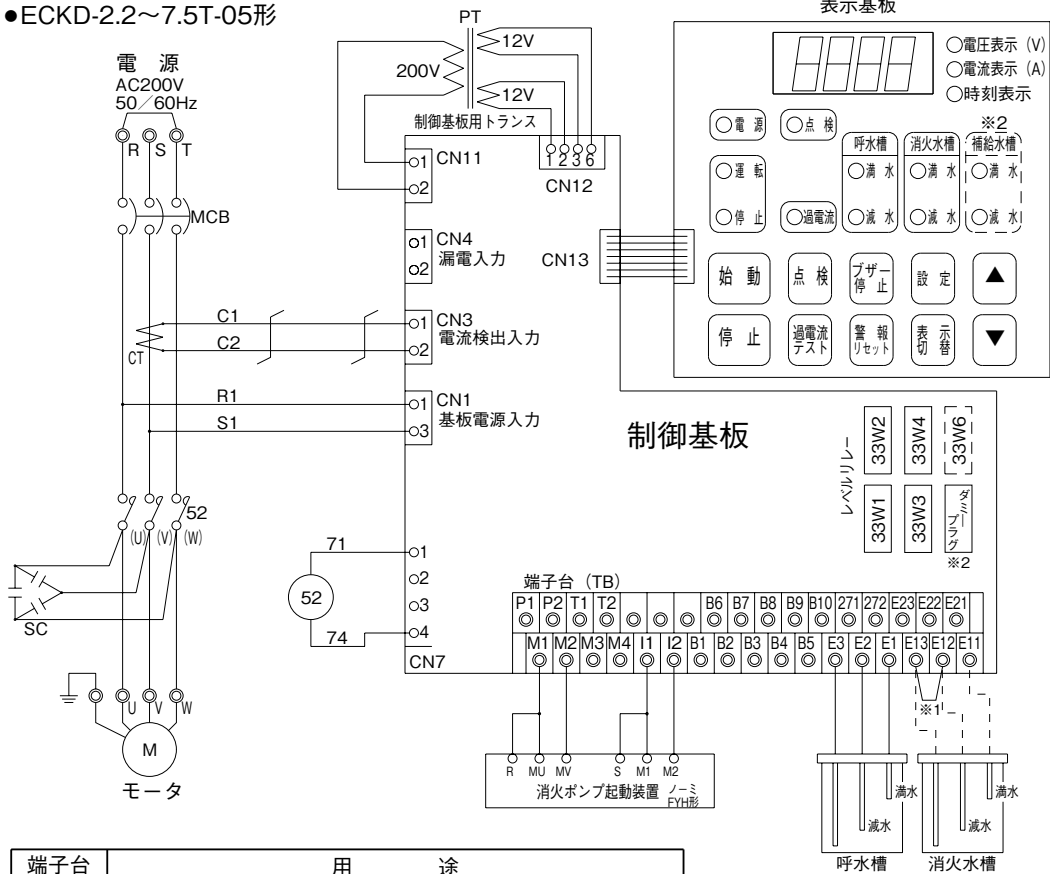 ●ECKD-2.2～7.5T-05形
電 源
AC200V
50／60Hz
R S T
MCB
CT
C1
C2
R1
S1
52
(U) (V) (W)
SC
U V W
M
モータ
PT
200V
12V
12V
制御基板用トランス
1 2 3 6
CN12
1 CN11
2
1 CN4
2 漏電入力
CN13
1 CN3
2 電流検出入力
1 CN1
3 基板電源入力
制御基板
52
71
74
1
2
3
4
CN7
表示基板
○電圧表示（V）
○電流表示（A）
○時刻表示
○電 源
○点 検
※2
呼水槽 消火水槽 補給水槽
○運 転
○満 水 ○満 水 ○満 水
○停 止 ○過電流 ○減 水 ○減 水 ○減 水
始 動 点 検 ブザー停 止 設 定 ▲
停 止 過電流テスト 警 報リセット 表 示切 替 ▼
レベルリレー
33W2 33W4 33W6
33W1 33W3 ダミープラグ
※2
端子台（TB）
P1 P2 T1 T2 B6 B7 B8 B9 B10 271 272 E23 E22 E21
M1 M2 M3 M4 I1 I2 B1 B2 B3 B4 B5 E3 E2 E1 E13 E12 E11
※1
R MU MV S M1 M2
消火ポンプ起動装置 ノーミ
FYH形
満水
減水
呼水槽
満水
減水
消火水槽
端子台 用 途